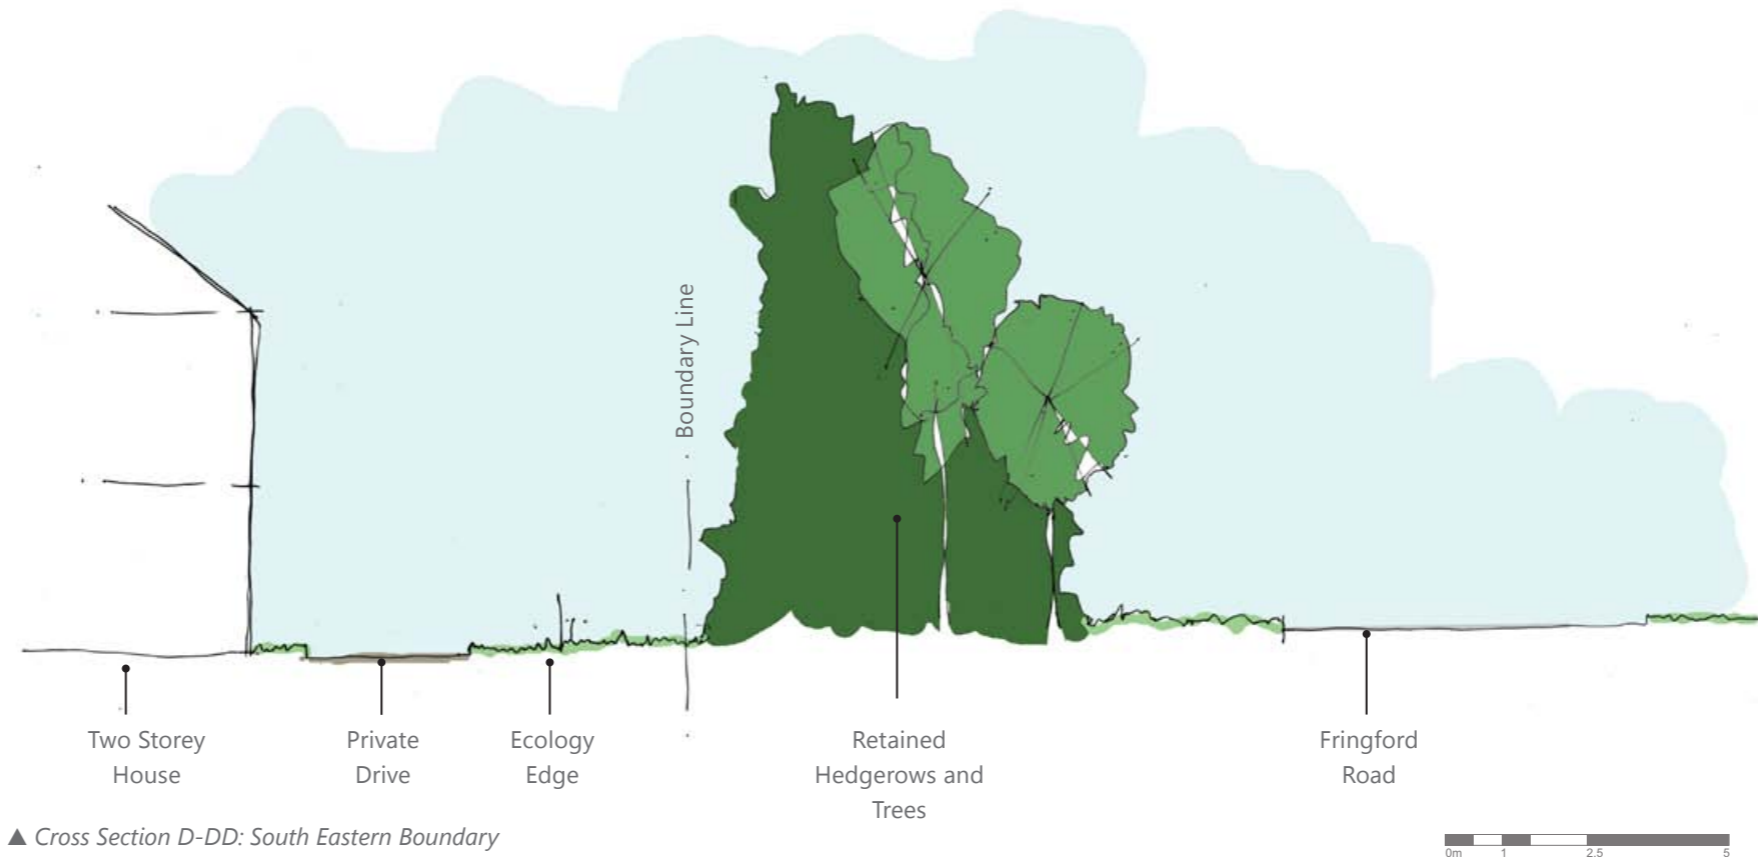 Boundary Line
Two Storey
House
Private
Drive
Ecology
Edge
Retained
Hedgerows and
Trees
Fringford
Road
▲ Cross Section D-DD: South Eastern Boundary
0m 1 2.5 5